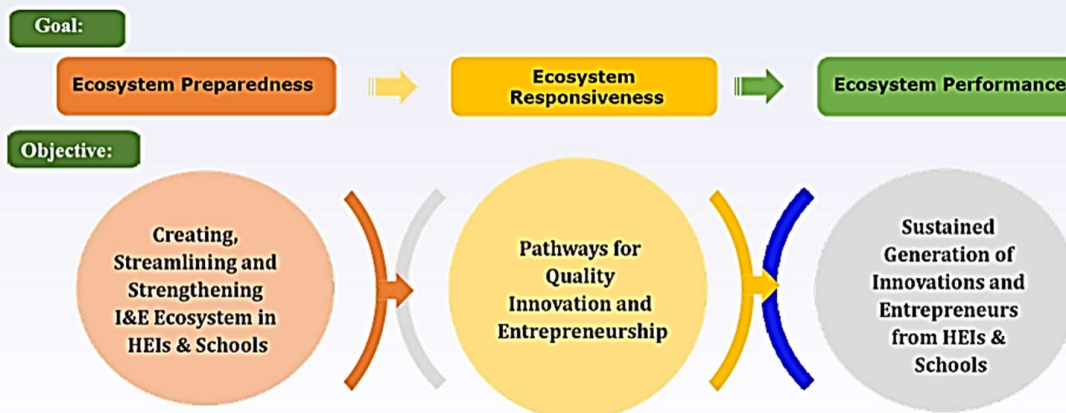 Goal:
Ecosystem Preparedness
Ecosystem
Responsiveness
Ecosystem Performance
Objective:
Creating,
Streamlining and
Strengthening
I&E Ecosystem in
HEIs & Schools
Pathways for
Quality
Innovation and
Entrepreneurship
Sustained
Generation of
Innovations and
Entrepreneurs
from HEIs &
Schools